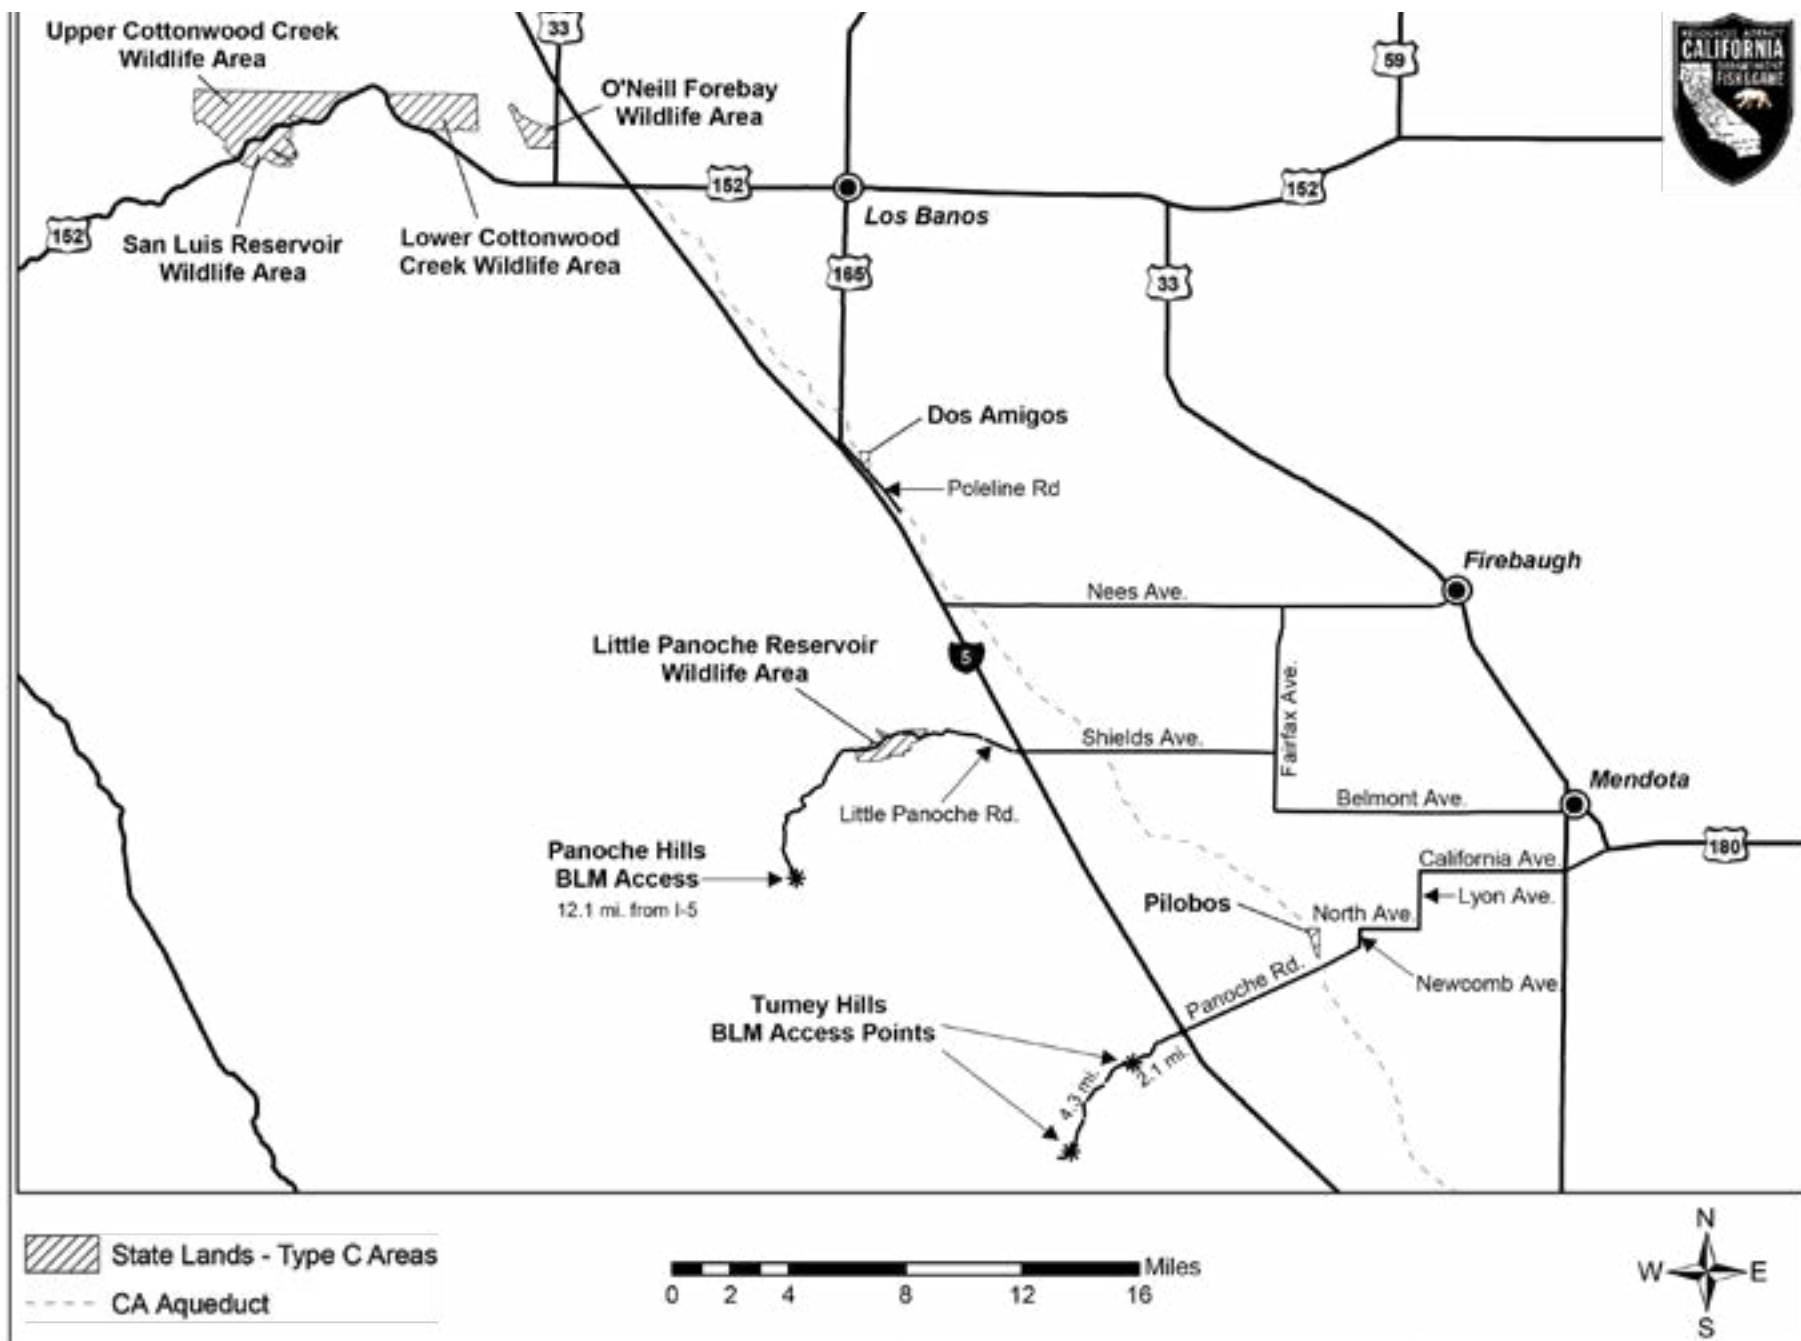 Upper Cottonwood Creek
Wildlife Area
33
O'Neill Forebay
Wildlife Area
59
RESOURCES AGENCY
CALIFORNIA
DEPARTMENT
FISH&GAME
152
152
Los Banos
152
San Luis Reservoir
Wildlife Area
Lower Cottonwood
Creek Wildlife Area
165
33
Dos Amigos
Poleline Rd
Firebaugh
Nees Ave.
Little Panoche Reservoir
Wildlife Area
5
Fairfax Ave.
Shields Ave.
Mendota
Belmont Ave.
Little Panoche Rd.
180
Panoche Hills
BLM Access
12.1 mi. from I-5
California Ave.
Lyon Ave.
Pilobos
North Ave.
Newcomb Ave.
Panoche Rd.
Tumey Hills
BLM Access Points
2.1 mi.
4.3 mi.
State Lands - Type C Areas
CA Aqueduct
Miles
0 2 4 8 12 16
N
W E
S